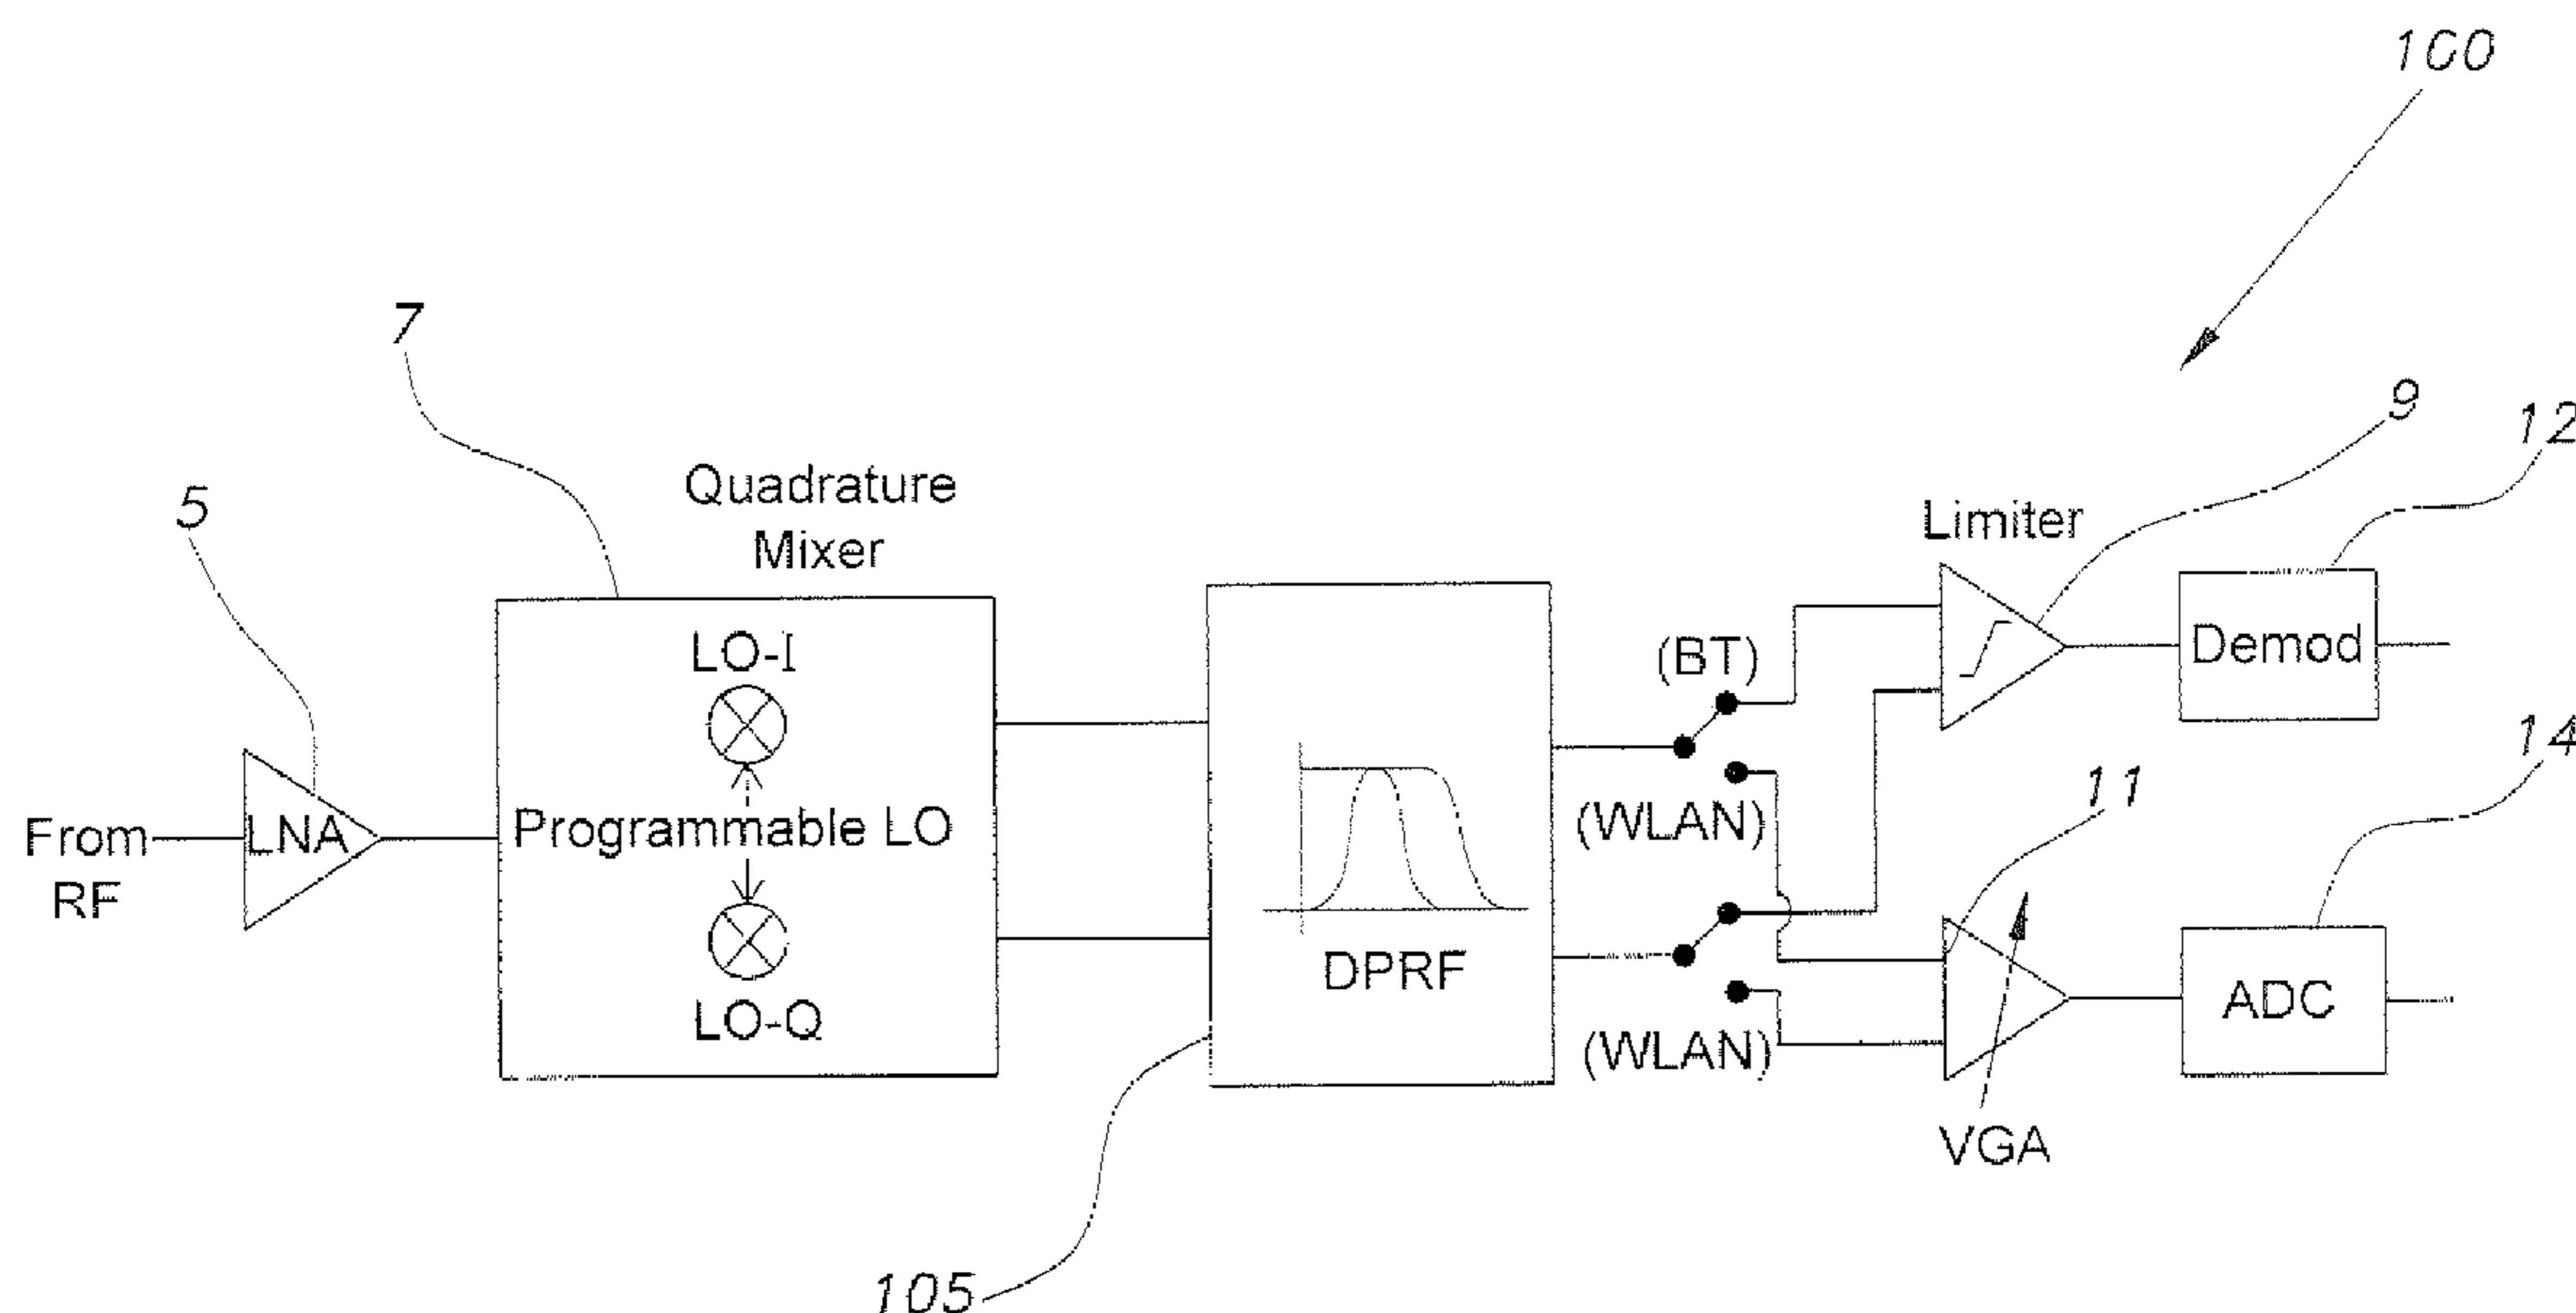 100
7
9
12
5
Quadrature
Mixer
Limiter
LO-I
(BT)
Demod
14
11
From
RF
LNA
Programmable LO
(WLAN)
DPRF
ADC
LO-Q
(WLAN)
VGA
105